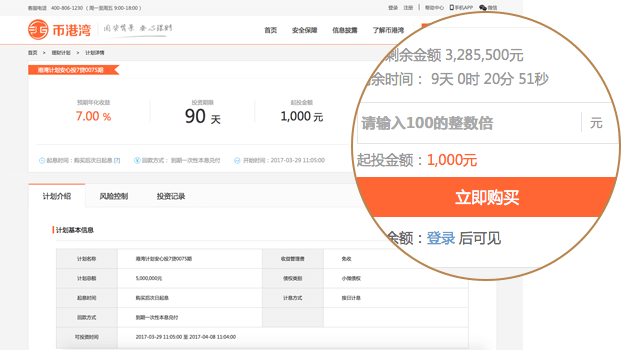 客服电话 400-806-1230 （周一至周五 9:00-18:00）
登录 注册 帮助中心 手机APP 微信
币港湾 国资背景 安心理财
首页 安全保障 信息披露 了解币港湾
首页 > 理财计划 > 计划详情
港湾计划安心投7贷0075期
预期年化收益 投资期限 起投金额
7.00 % 90 天 1,000 元
起息时间：购买后次日起息 [?] 回款方式： 到期一次性本息兑付 开始时间：2017-03-29 11:05:00
剩余金额 3,285,500元
余时间： 9天 0时 20分 51秒
请输入100的整数倍 元
起投金额：1,000元
立即购买
余额：登录 后可见
计划介绍 风险控制 投资记录
计划基本信息
计划名称 港湾计划安心投7贷0075期 收益管理费 免收
计划总额 5,000,000元 债权类别 小微债权
起息时间 购买后次日起息 计息方式 按日计息
回款方式 到期一次性本息兑付
可投资时间 2017-03-29 11:05:00 至 2017-04-08 11:04:00